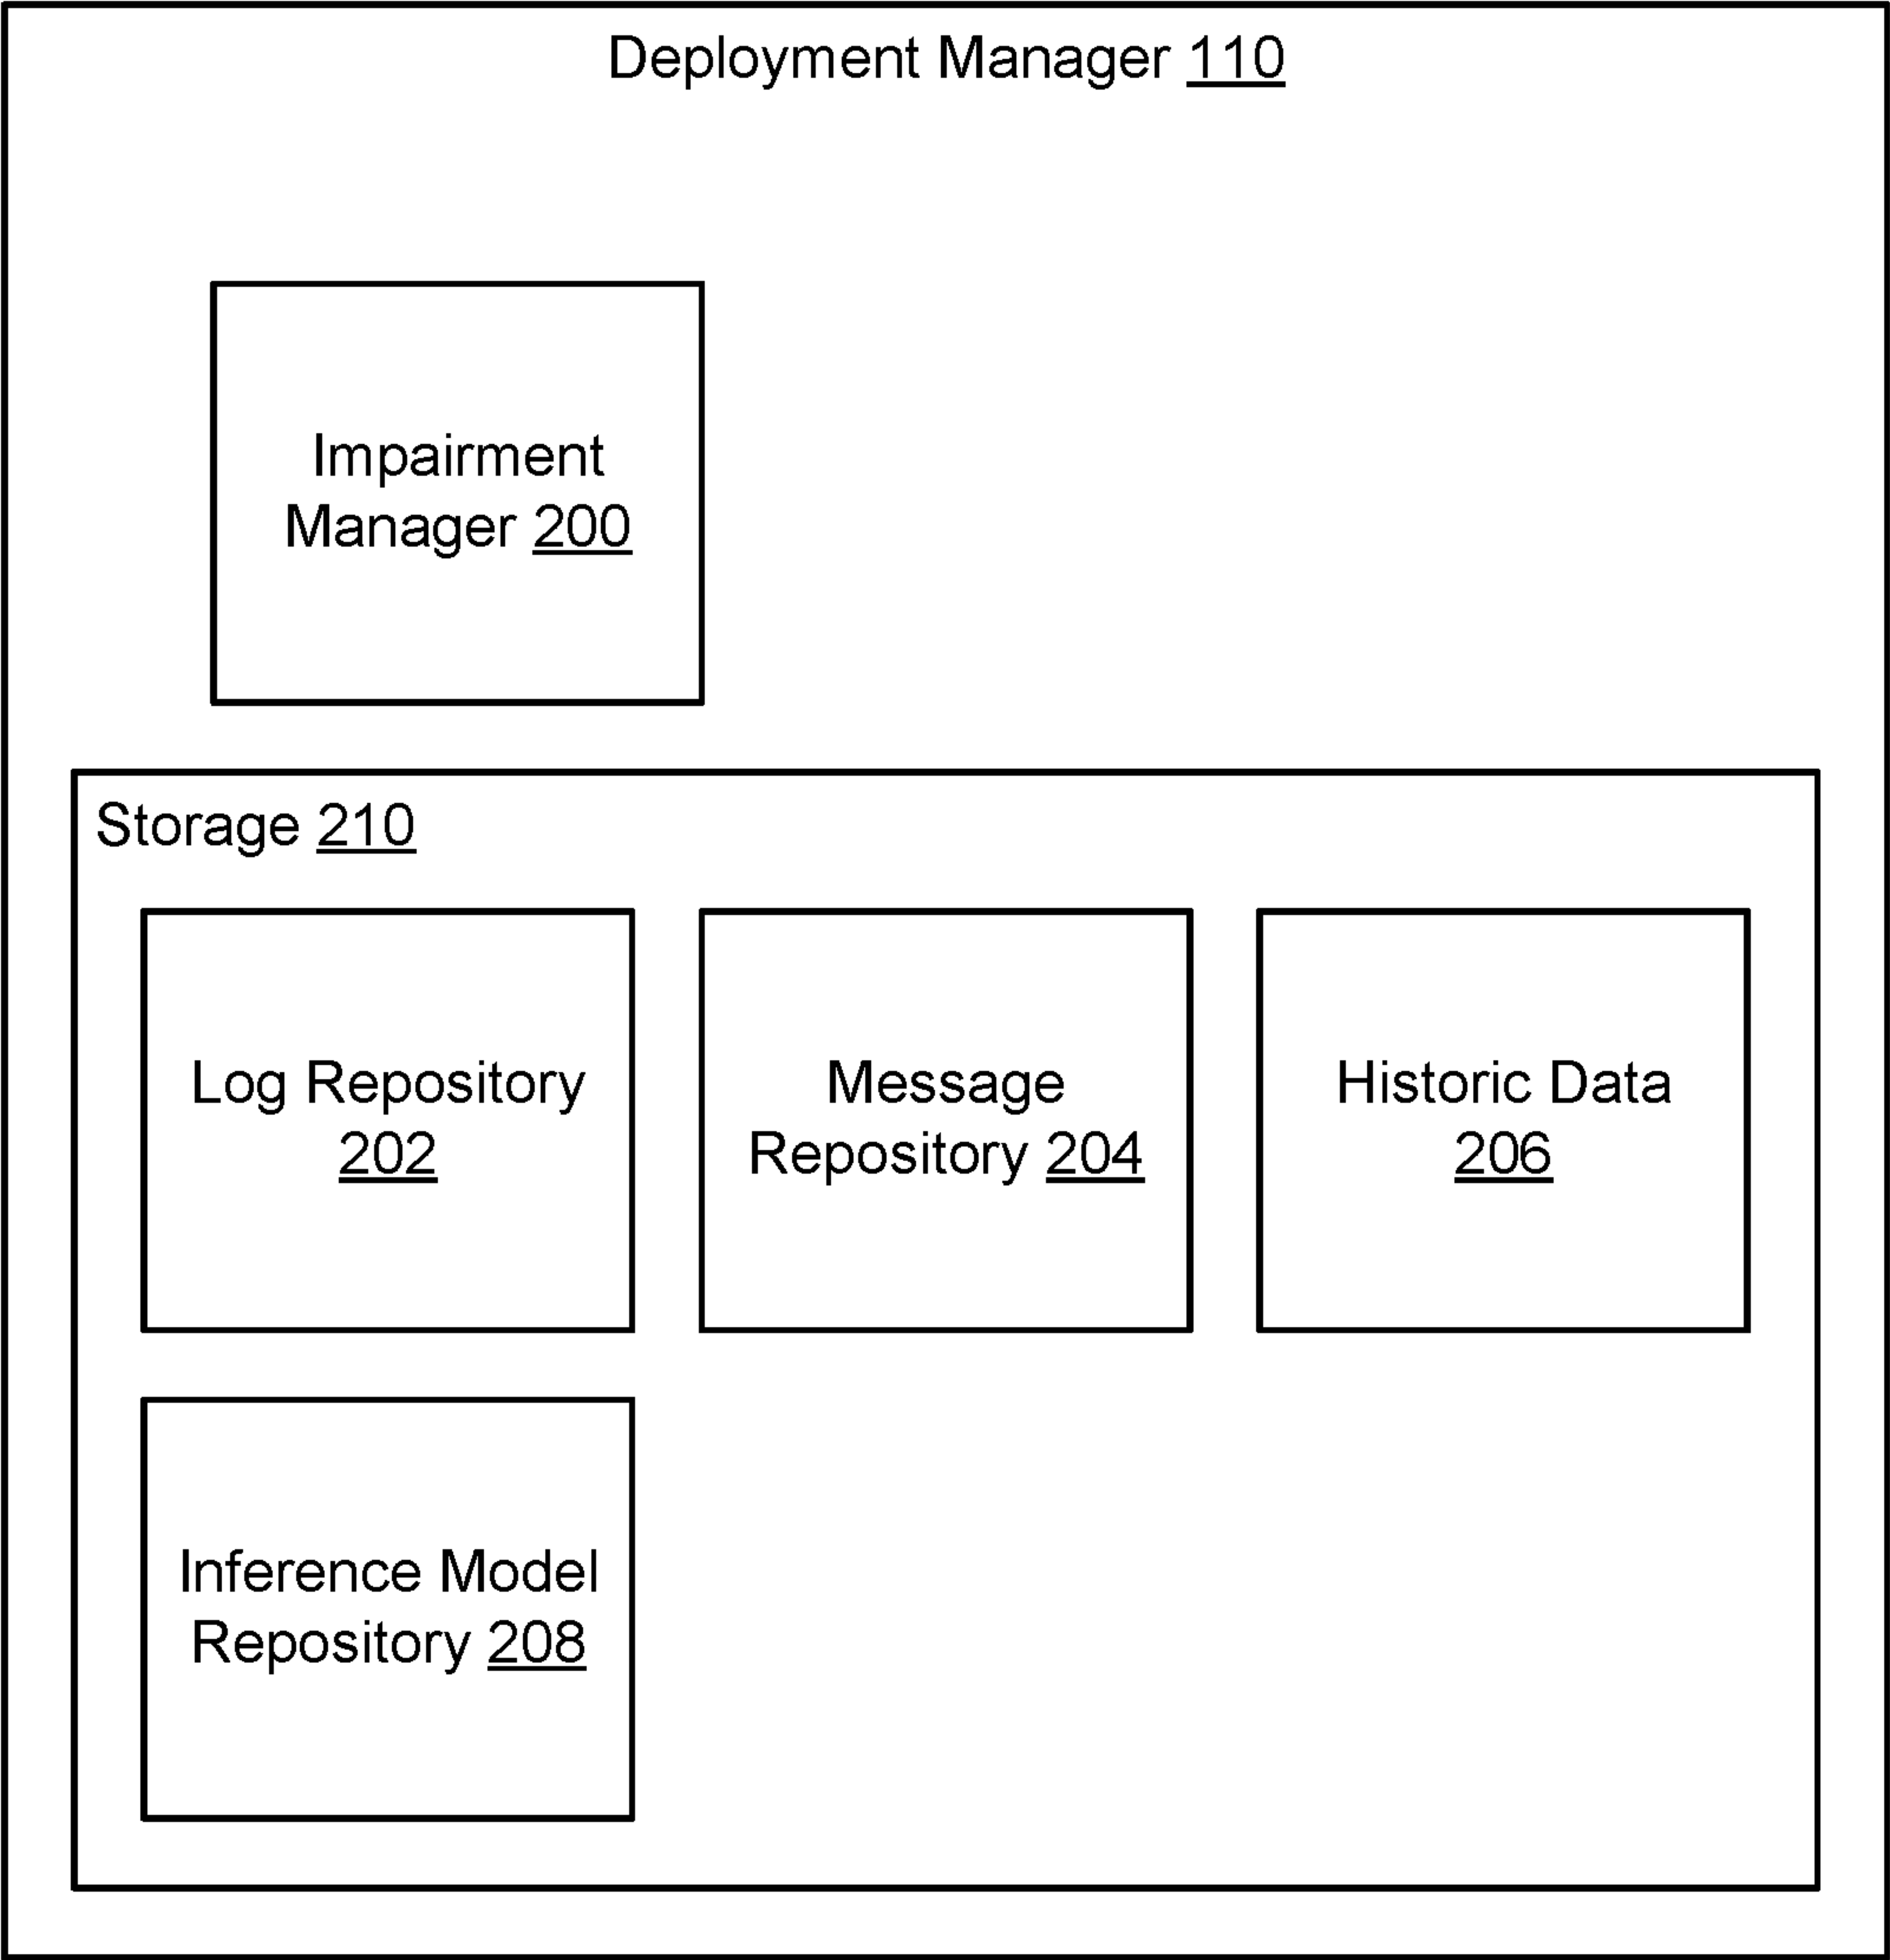 Deployment Manager 110
Impairment
Manager 200
Storage 210
Log Repository
202
Message
Repository 204
Historic Data
206
Inference Model
Repository 208